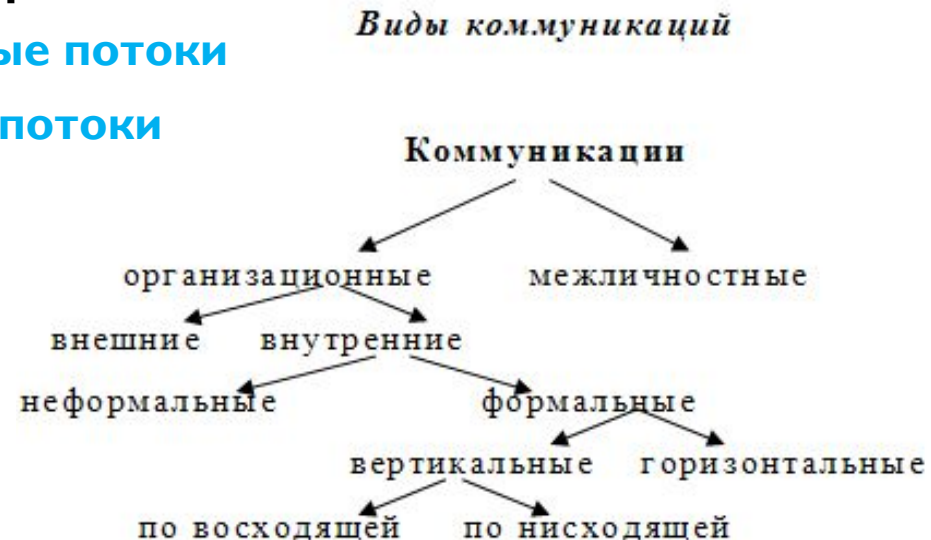 Виды коммуникаций
ые потоки
потоки
Коммуникации
организационные межличностные
внешние внутренние
неформальные формальные
вертикальные горизонтальные
по восходящей по нисходящей